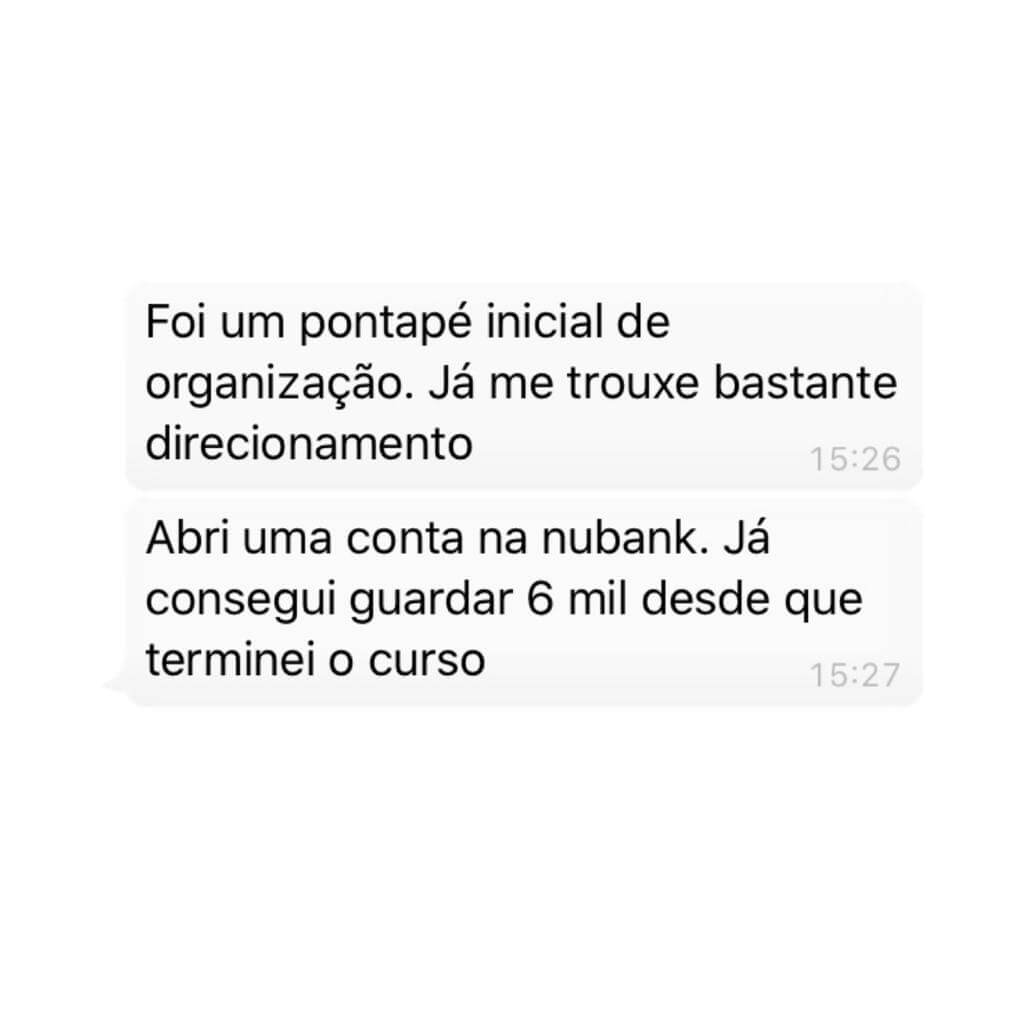 Foi um pontapé inicial de
organização. Já me trouxe bastante
direcionamento
15:26
Abri uma conta na nubank. Já
consegui guardar 6 mil desde que
terminei o curso
15:27